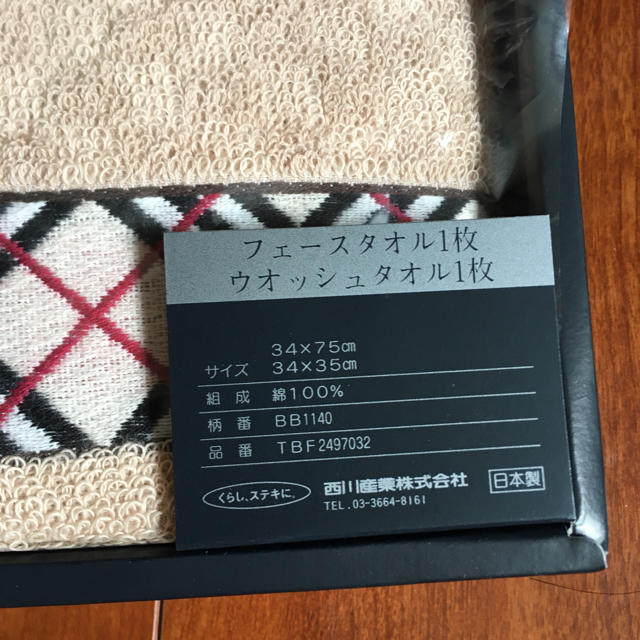 フェースタオル1枚
ウオッシュタオル1枚
34×75㎝
サイズ 34×35㎝
組成 綿100%
柄番 BB1140
品番 TBF2497032
くらし、ステキに。 西川産業株式会社 日本製
TEL.03-3664-8161